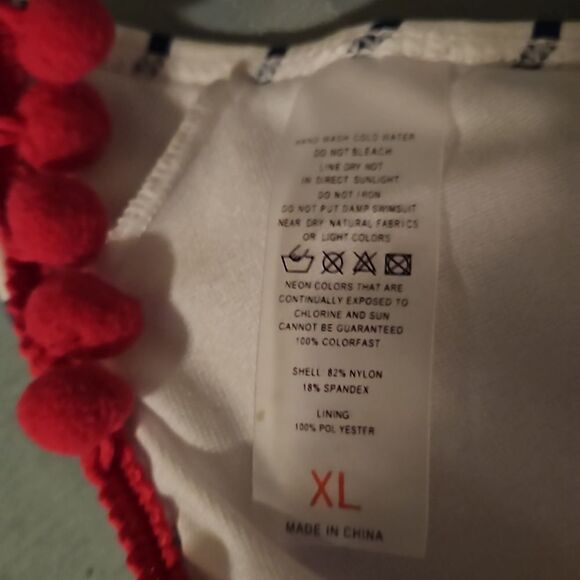 HAND WASH COLD WATER
DO NOT BLEACH
LINE DRY NOT
IN DIRECT SUNLIGHT
DO NOT IRON
DO NOT PUT DAMP SWIMSUIT
NEAR DRY NATURAL FABRICS
OR LIGHT COLORS
NEON COLORS THAT ARE
CONTINUALLY EXPOSED TO
CHLORINE AND SUN
CANNOT BE GUARANTEED
100% COLORFAST
SHELL 82% NYLON
18% SPANDEX
LINING
100% POLYESTER
XL
MADE IN CHINA